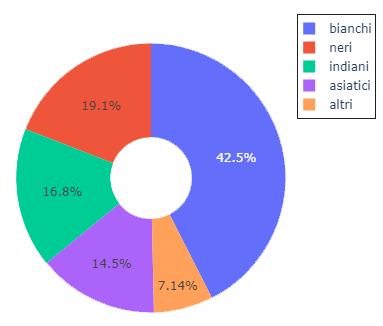 bianchi
neri
indiani
asiatici
altri
19.1%
42.5%
16.8%
14.5%
7.14%